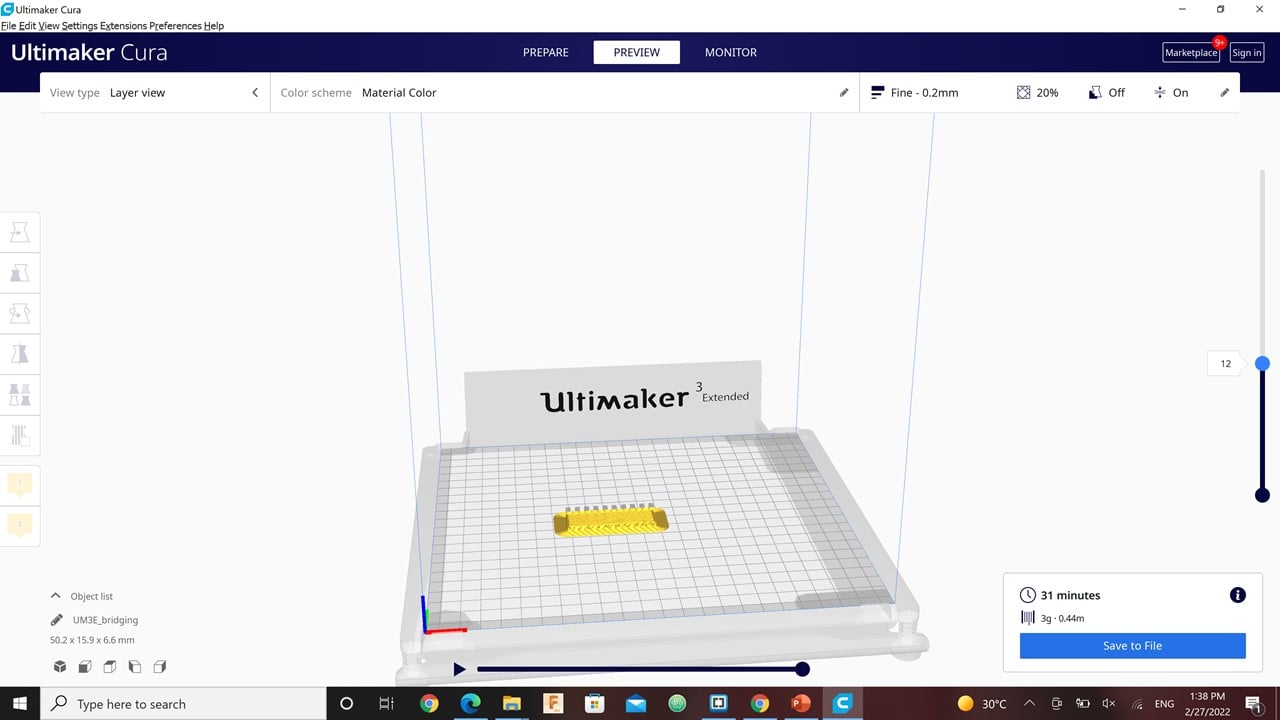 Ultimaker Cura
File Edit View Settings Extensions Preferences Help
Ultimaker Cura
PREPARE
PREVIEW
MONITOR
Marketplace
9+
Sign in
View type Layer view
Color scheme Material Color
Fine - 0.2mm
20%
Off
On
12
Ultimaker 3 Extended
1
2
Object list
UM3E_bridging
50.2 x 15.9 x 6.6 mm
31 minutes
3g · 0.44m
Save to File
Type here to search
30°C
ENG
1:38 PM
2/27/2022
1